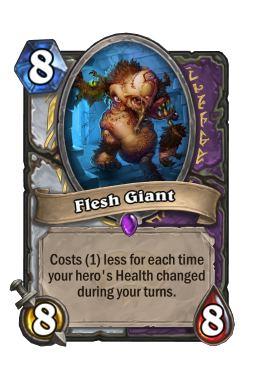 8
Flesh Giant
Costs (1) less for each time
your hero's Health changed
during your turns.
8
8